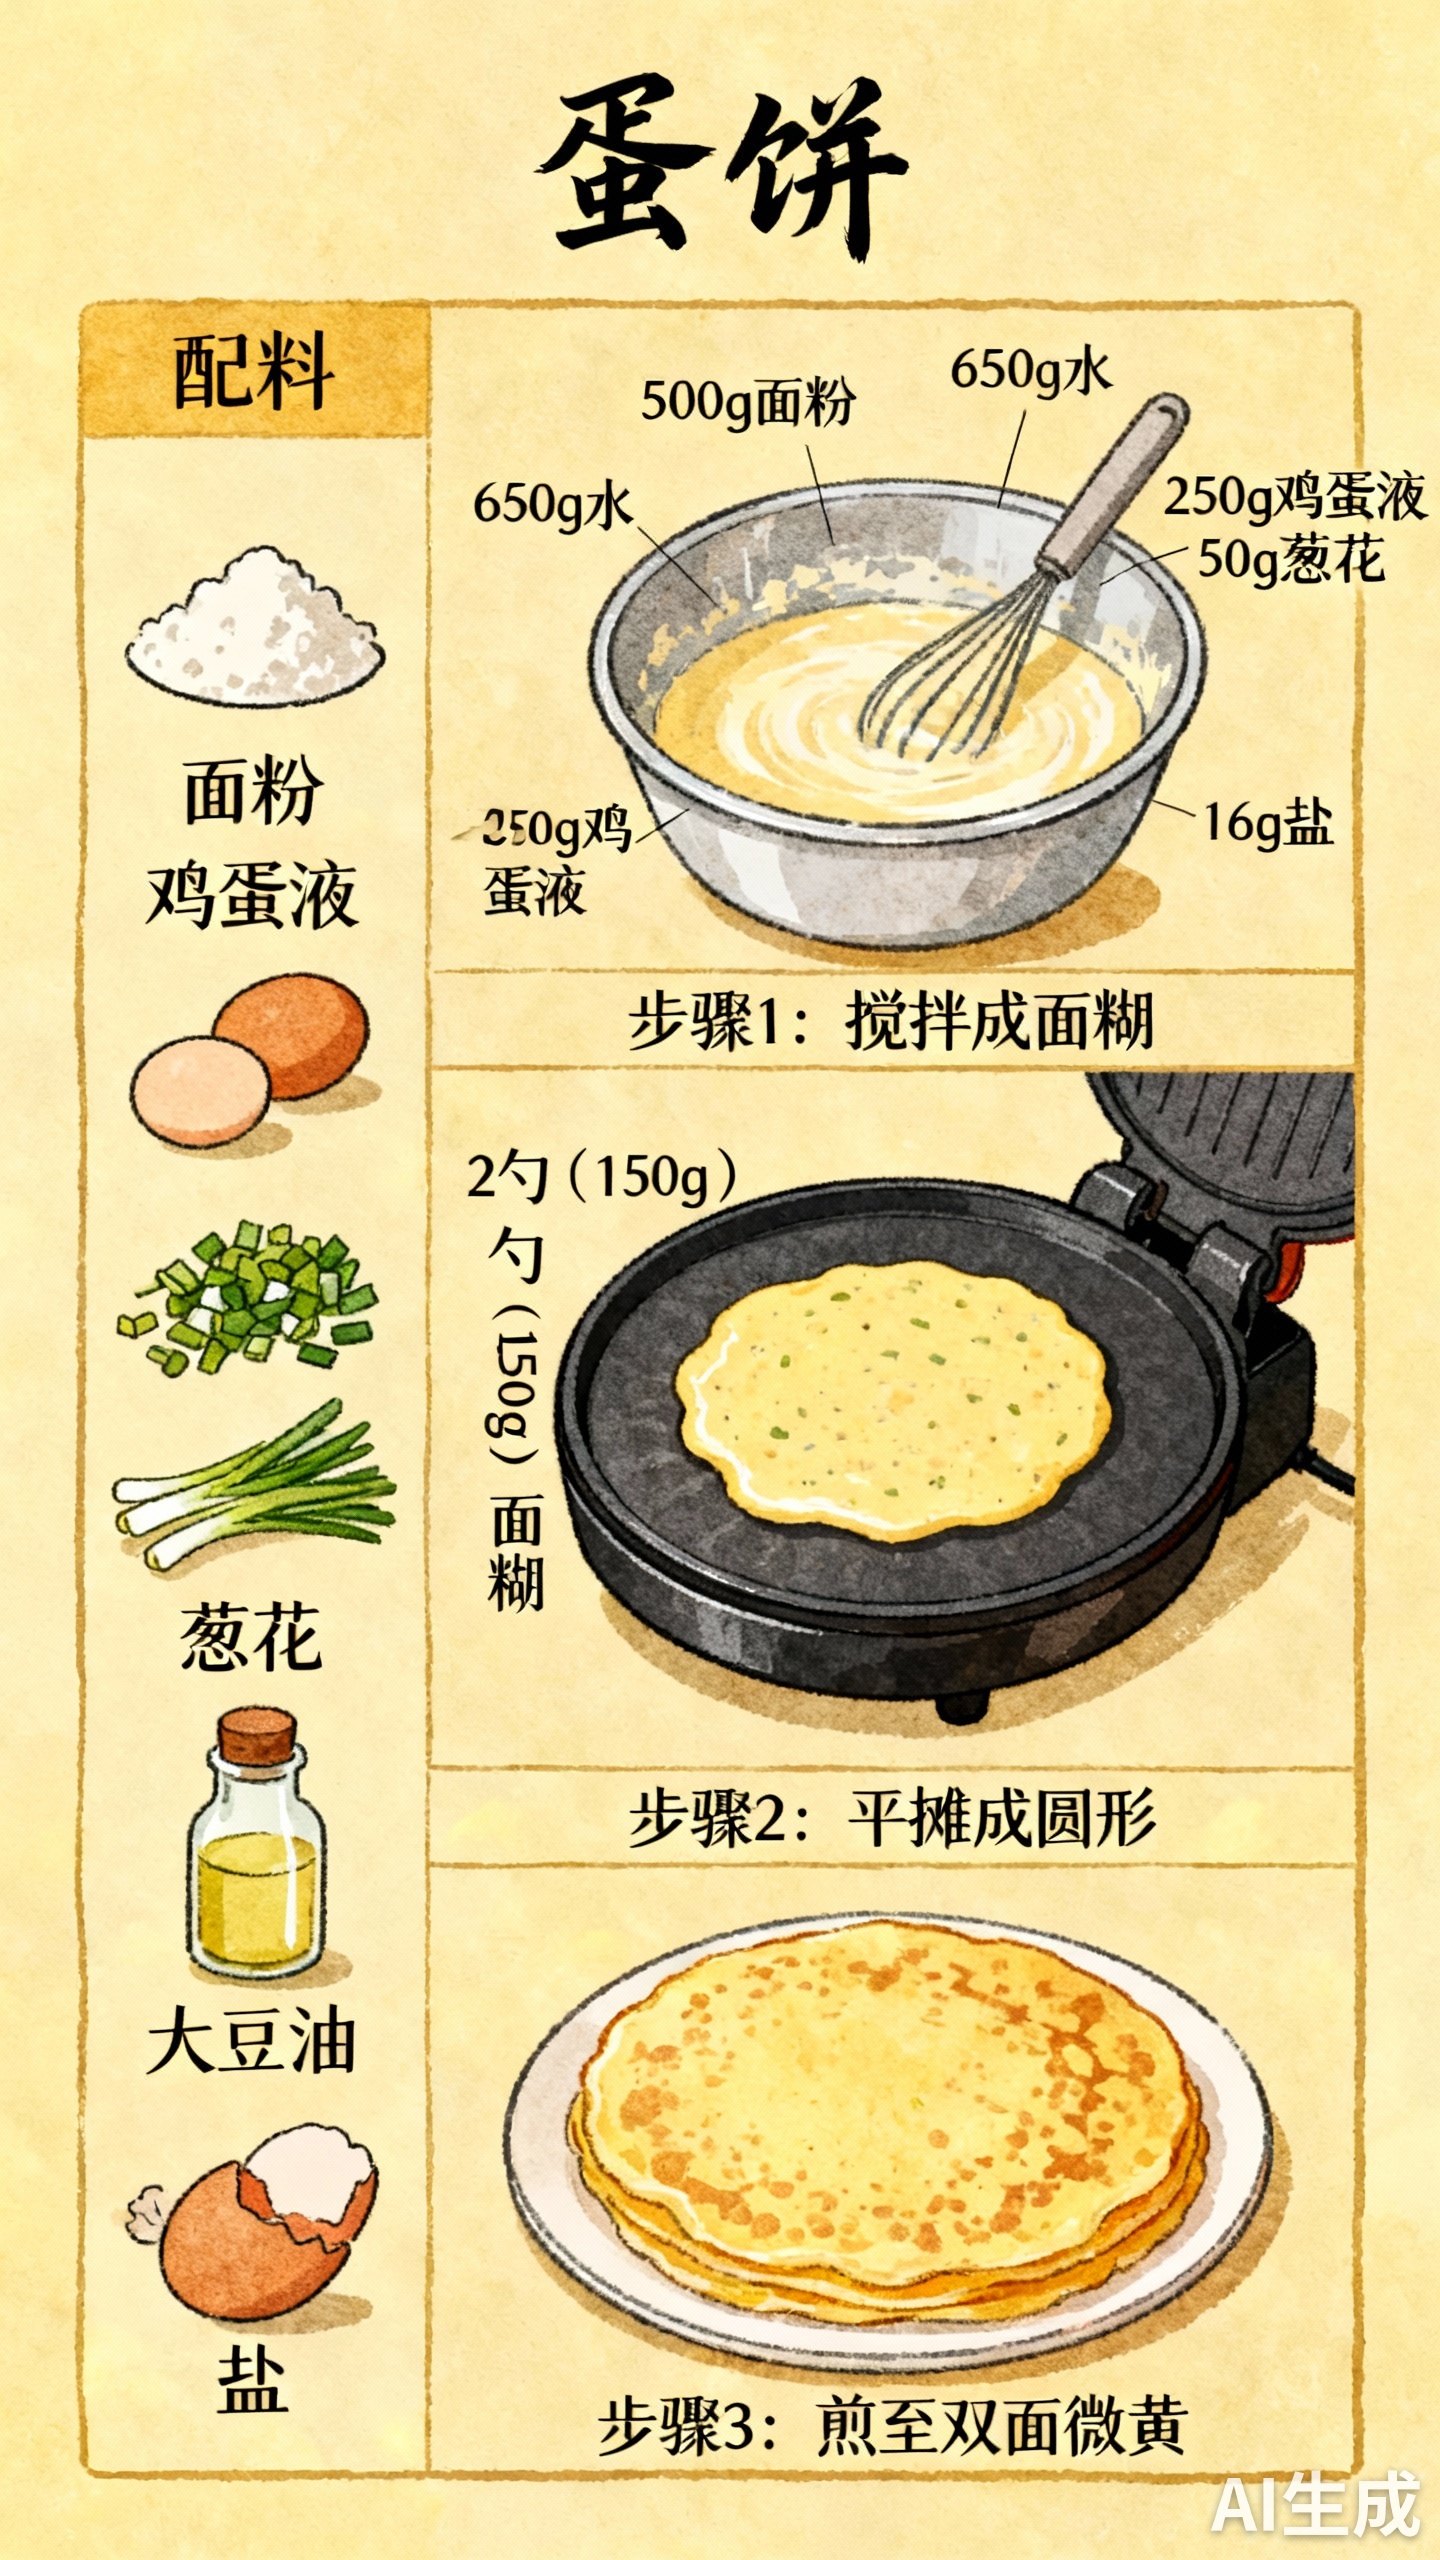 蛋饼
配料
面粉
鸡蛋液
葱花
大豆油
盐
500g面粉
650g水
650g水
250g鸡蛋液
50g葱花
250g鸡
蛋液
16g盐
步骤1：搅拌成面糊
2勺（150g）
勺（150g）面糊
步骤2：平摊成圆形
步骤3：煎至双面微黄
AI生成